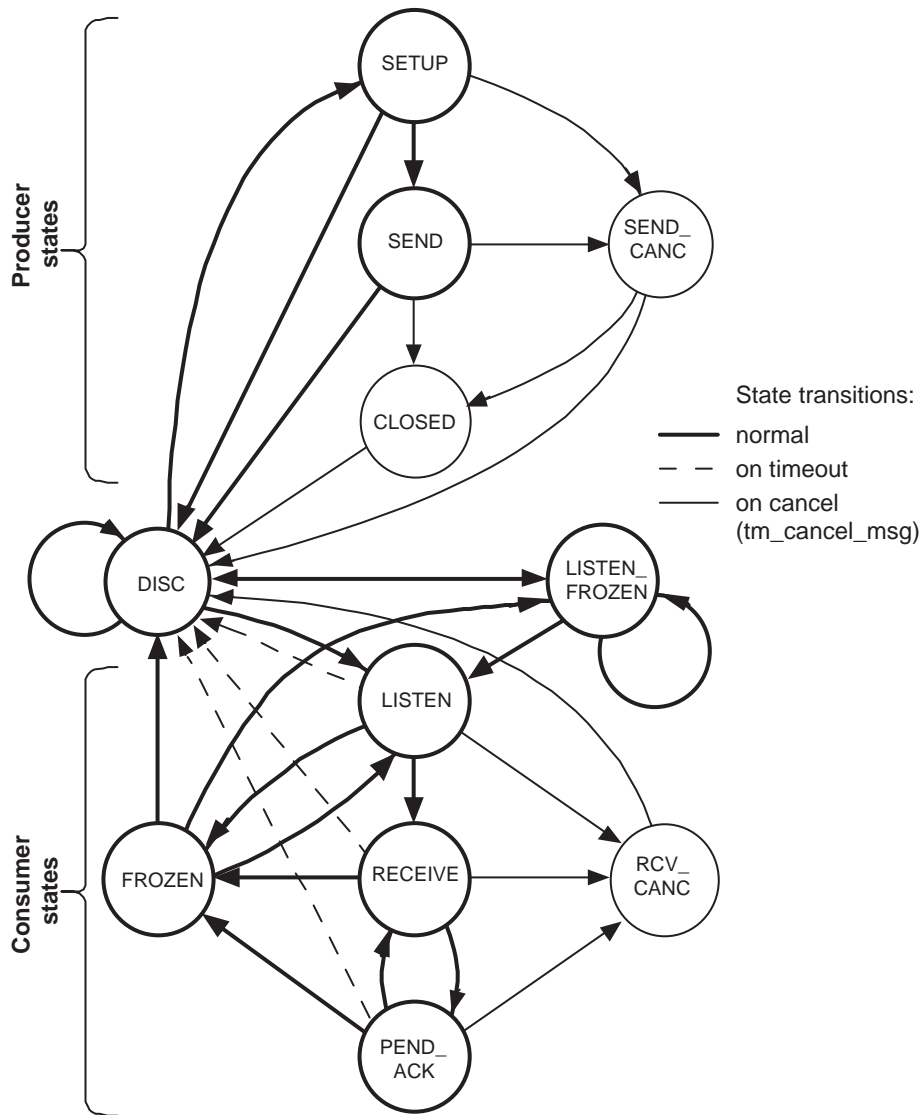 SETUP
Producer
states
SEND
SEND_
CANC
CLOSED
State transitions:
normal
on timeout
on cancel
(tm_cancel_msg)
DISC
LISTEN_
FROZEN
LISTEN
Consumer
states
FROZEN
RECEIVE
RCV_
CANC
PEND_
ACK